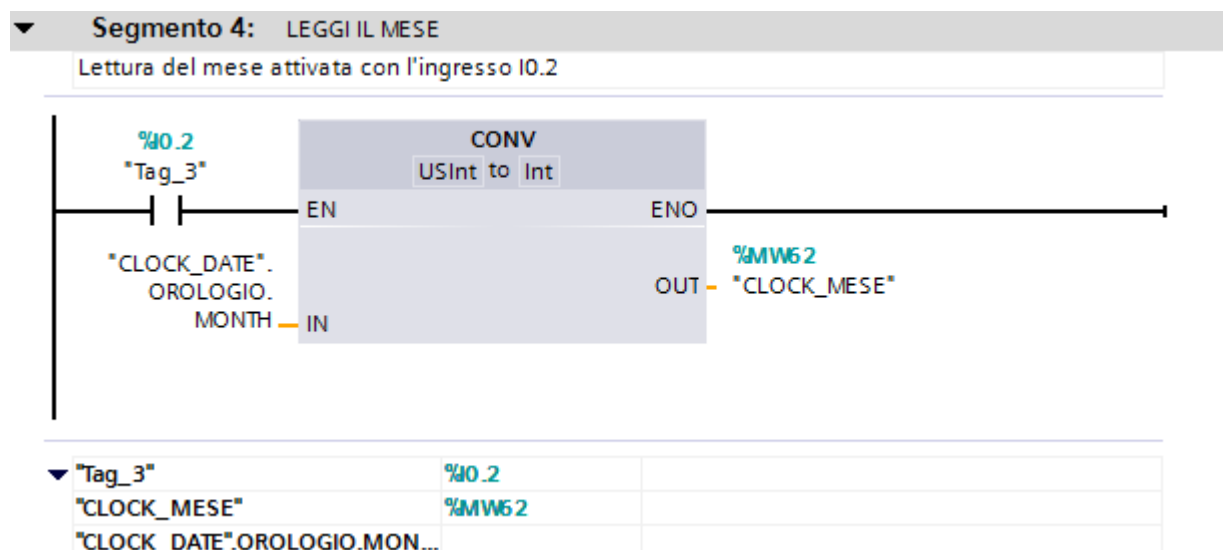 Segmento 4: LEGGI IL MESE
Lettura del mese attivata con l'ingresso I0.2
%I0.2
"Tag_3"
CONV
USInt to Int
EN
ENO
"CLOCK_DATE".
OROLOGIO.
MONTH
IN
%MW62
OUT
"CLOCK_MESE"
"Tag_3" %I0.2
"CLOCK_MESE" %MW62
"CLOCK_DATE".OROLOGIO.MON...